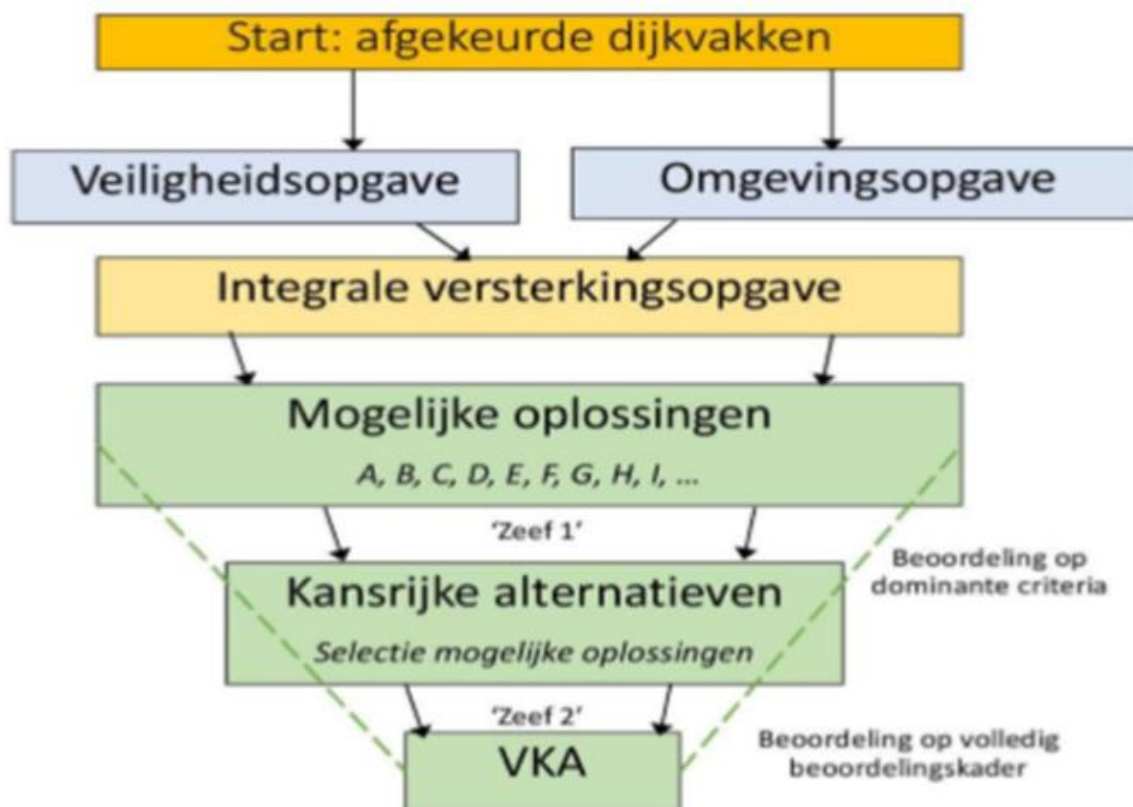 Start: afgekeurde dijkvakken
Veiligheidsopgave
Omgevingsopgave
Integrale versterkingsopgave
Mogelijke oplossingen
A, B, C, D, E, F, G, H, I, ...
‘Zeef 1’
Beoordeling op
dominante criteria
Kansrijke alternatieven
Selectie mogelijke oplossingen
‘Zeef 2’
Beoordeling op volledig
beoordelingskader
VKA